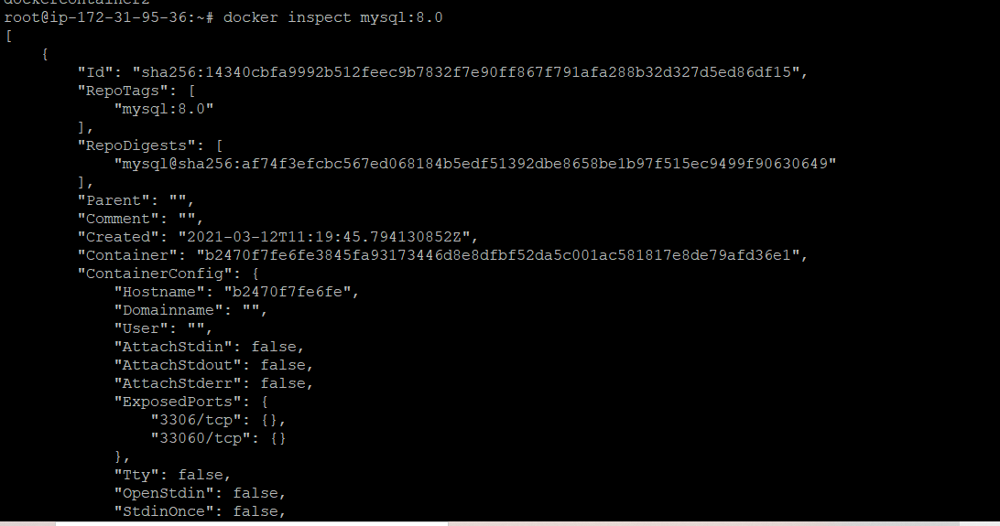 dockercontainer2
root@ip-172-31-95-36:~# docker inspect mysql:8.0
[
    {
        "Id": "sha256:14340cbfa9992b512feec9b7832f7e90ff867f791afa288b32d327d5ed86df15",
        "RepoTags": [
            "mysql:8.0"
        ],
        "RepoDigests": [
            "mysql@sha256:af74f3efcbc567ed068184b5edf51392dbe8658be1b97f515ec9499f90630649"
        ],
        "Parent": "",
        "Comment": "",
        "Created": "2021-03-12T11:19:45.794130852Z",
        "Container": "b2470f7fe6fe3845fa93173446d8e8dfbf52da5c001ac581817e8de79afd36e1",
        "ContainerConfig": {
            "Hostname": "b2470f7fe6fe",
            "Domainname": "",
            "User": "",
            "AttachStdin": false,
            "AttachStdout": false,
            "AttachStderr": false,
            "ExposedPorts": {
                "3306/tcp": {},
                "33060/tcp": {}
            },
            "Tty": false,
            "OpenStdin": false,
            "StdinOnce": false,